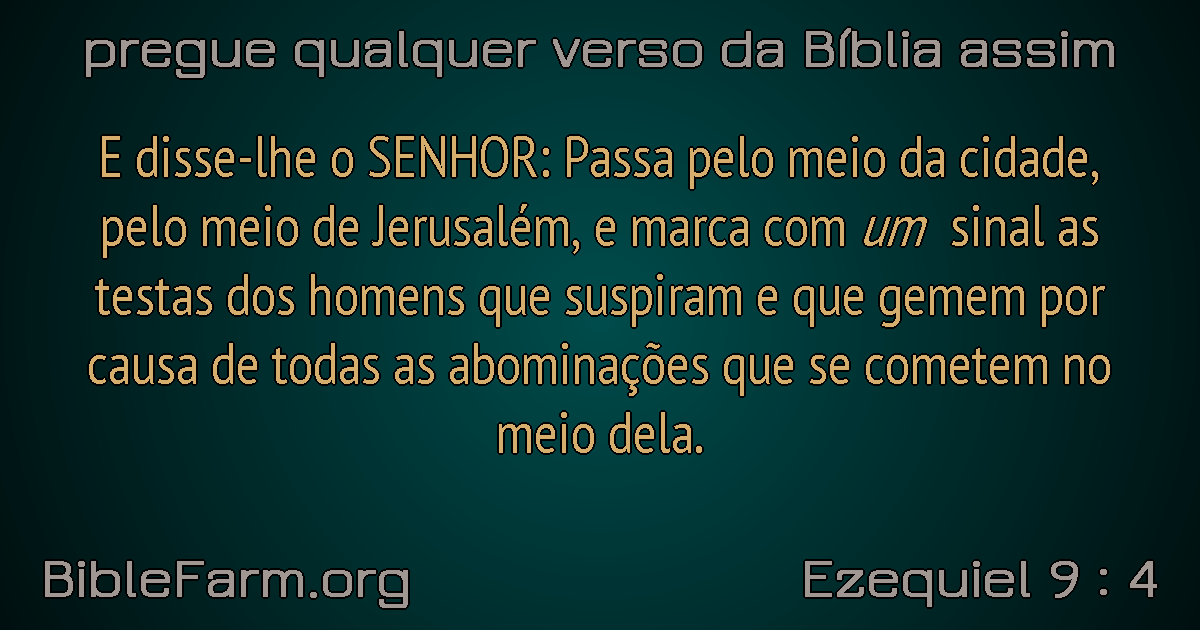 pregue qualquer verso da Bíblia assim
E disse-lhe o SENHOR: Passa pelo meio da cidade,
pelo meio de Jerusalém, e marca com um sinal as
testas dos homens que suspiram e que gemem por
causa de todas as abominações que se cometem no
meio dela.
BibleFarm.org
Ezequiel 9 : 4